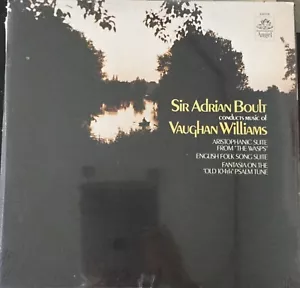 Angel
SIR ADRIAN BOULT
CONDUCTS MUSIC OF
VAUGHAN WILLIAMS
ARISTOPHANIC SUITE
FROM "THE WASPS"
ENGLISH FOLK SONG SUITE
FANTASIA ON THE
"OLD 104th" PSALM TUNE